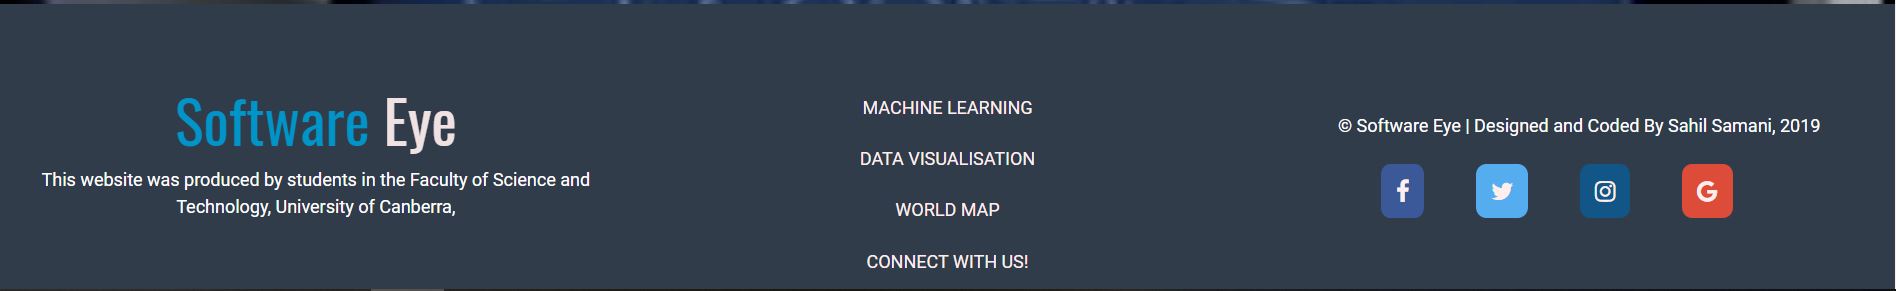 Software Eye
This website was produced by students in the Faculty of Science and
Technology, University of Canberra,
MACHINE LEARNING
DATA VISUALISATION
WORLD MAP
CONNECT WITH US!
© Software Eye | Designed and Coded By Sahil Samani, 2019